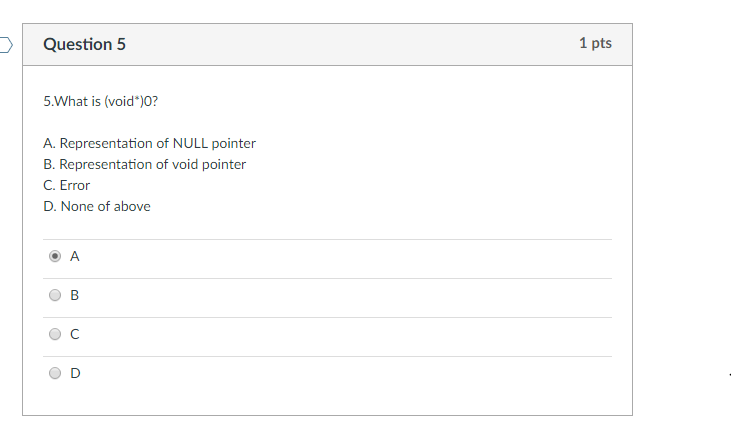 Question 5
1 pts
5.What is (void*)0?
A. Representation of NULL pointer
B. Representation of void pointer
C. Error
D. None of above
A
B
C
D